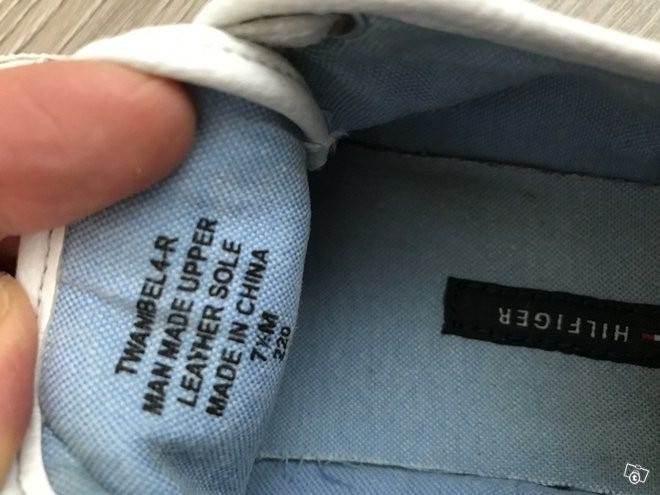 TWAMBEL4-R
MAN MADE UPPER
LEATHER SOLE
MADE IN CHINA
7½M
220
HILFIGER